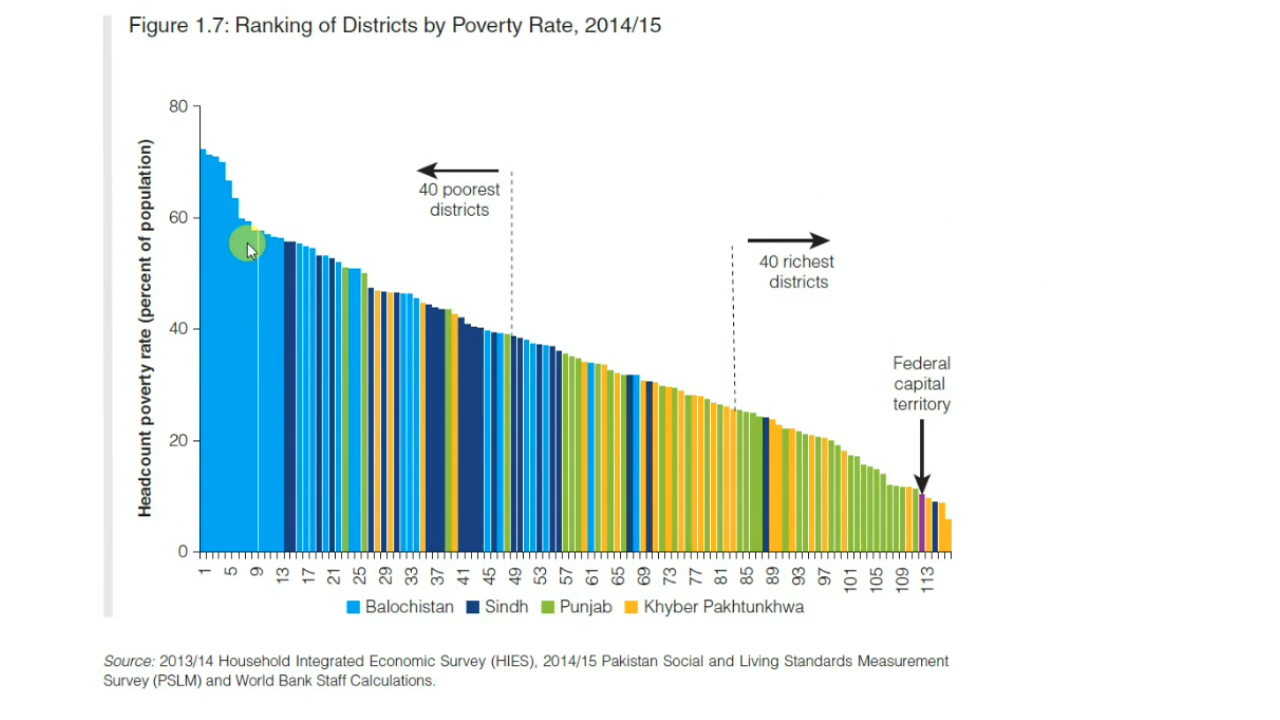 Figure 1.7: Ranking of Districts by Poverty Rate, 2014/15
Headcount poverty rate (percent of population)
80
60
40
20
0
40 poorest
districts
40 richest
districts
Federal
capital
territory
1 5 9 13 17 21 25 29 33 37 41 45 49 53 57 61 65 69 73 77 81 85 89 93 97 101 105 109 113
Balochistan Sindh Punjab Khyber Pakhtunkhwa
Source: 2013/14 Household Integrated Economic Survey (HIES), 2014/15 Pakistan Social and Living Standards Measurement
Survey (PSLM) and World Bank Staff Calculations.